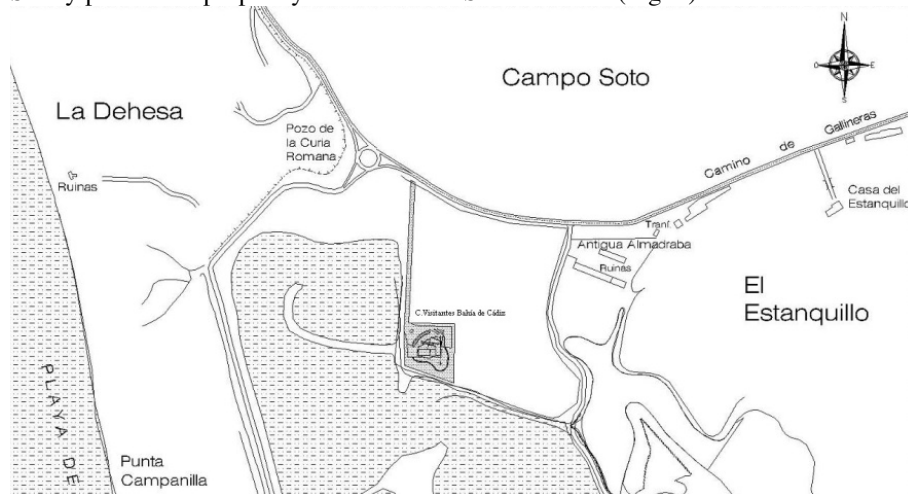 N
O E
S
Campo Soto
La Dehesa
Pozo de
la Curia
Romana
Camino de Gallineras
Ruinas
Casa del
Estanquillo
Tranf.
Antigua Almadraba
Ruinas
El
Estanquillo
C.Visitantes Bahía de Cádiz
PLAYA DE
Punta
Campanilla